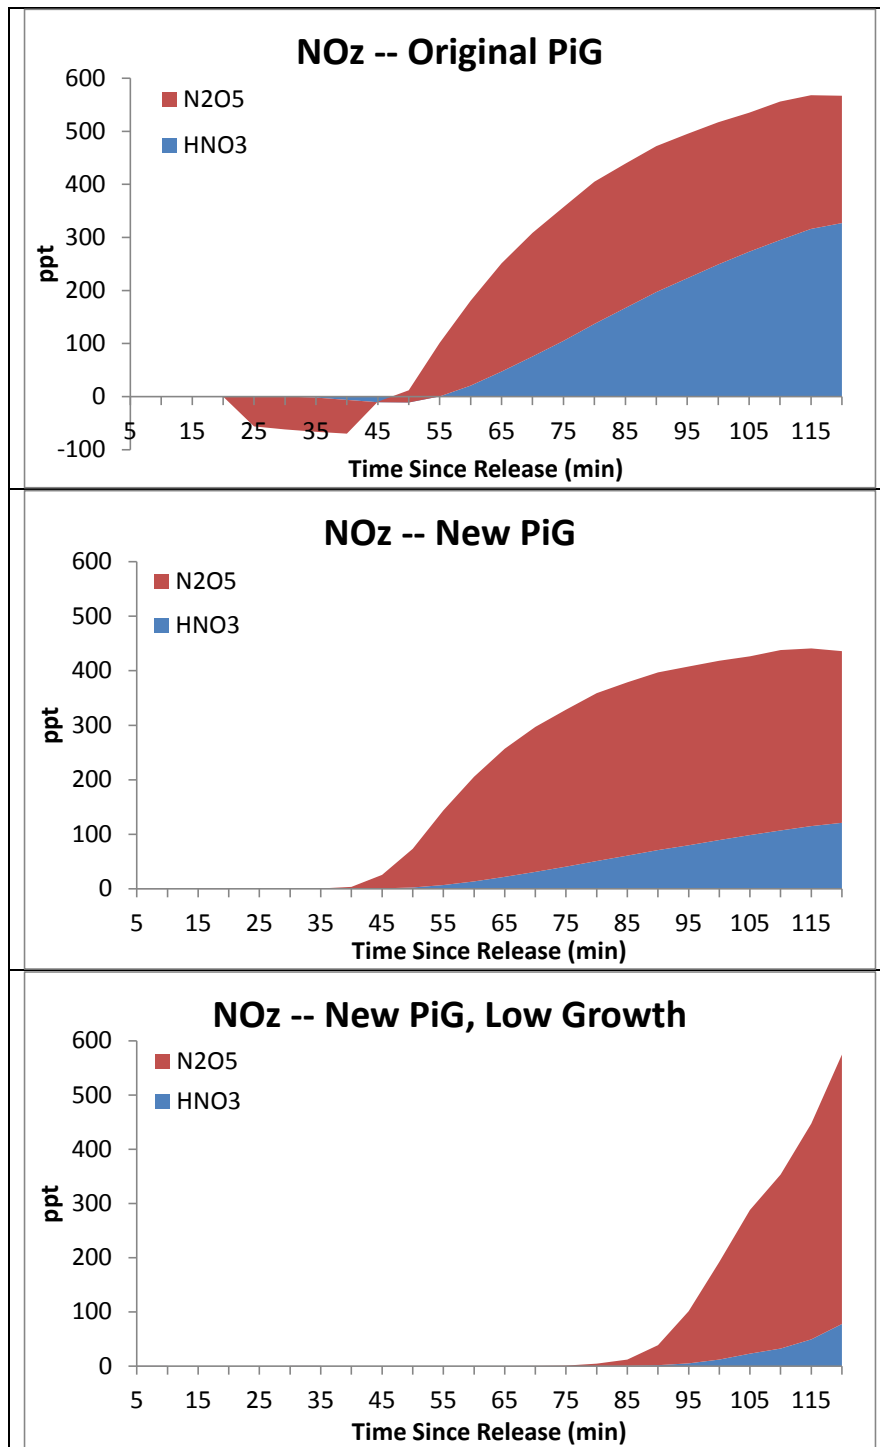 NOz -- Original PiG
600
500
400
300
200
100
0
-100
ppt
N2O5
HNO3
5 15 25 35 45 55 65 75 85 95 105 115
Time Since Release (min)
NOz -- New PiG
600
500
400
300
200
100
0
ppt
N2O5
HNO3
5 15 25 35 45 55 65 75 85 95 105 115
Time Since Release (min)
NOz -- New PiG, Low Growth
600
500
400
300
200
100
0
ppt
N2O5
HNO3
5 15 25 35 45 55 65 75 85 95 105 115
Time Since Release (min)